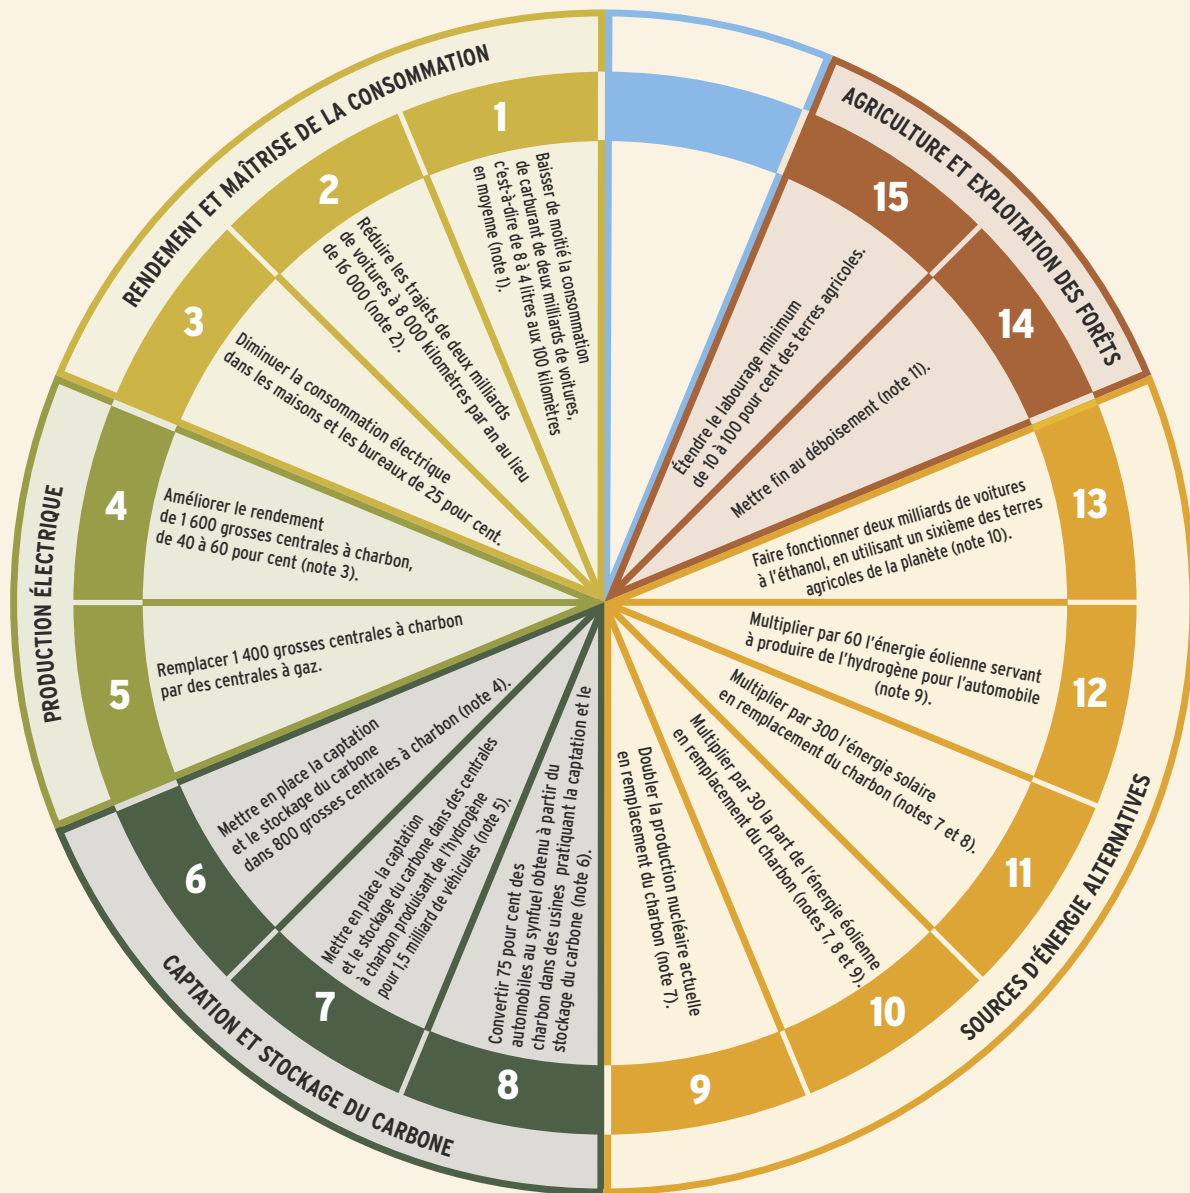 RENDEMENT ET MAÎTRISE DE LA CONSOMMATION
1
Baisser de moitié la consommation
de carburant de deux milliards de voitures,
c'est-à-dire de 8 à 4 litres aux 100 kilomètres
en moyenne (note 1).
2
Réduire les trajets de deux milliards
de voitures à 8 000 kilomètres par an au lieu
de 16 000 (note 2).
3
Diminuer la consommation électrique
dans les maisons et les bureaux de 25 pour cent.
PRODUCTION ÉLECTRIQUE
4
Améliorer le rendement
de 1 600 grosses centrales à charbon,
de 40 à 60 pour cent (note 3).
5
Remplacer 1 400 grosses centrales à charbon
par des centrales à gaz.
CAPTATION ET STOCKAGE DU CARBONE
6
Mettre en place la captation
et le stockage du carbone
dans 800 grosses centrales à charbon (note 4).
7
Mettre en place la captation
et le stockage du carbone dans des centrales
à charbon produisant de l'hydrogène
pour 1,5 milliard de véhicules (note 5).
8
Convertir 75 pour cent des
automobiles au synfuel obtenu à partir du
charbon dans des usines pratiquant la captation et le
stockage du carbone (note 6).
SOURCES D'ÉNERGIE ALTERNATIVES
9
Doubler la production nucléaire actuelle
en remplacement du charbon (note 7).
10
Multiplier par 30 la part de l'énergie éolienne
en remplacement du charbon (notes 7, 8 et 9).
11
Multiplier par 300 l'énergie solaire
en remplacement du charbon (notes 7 et 8).
12
Multiplier par 60 l'énergie éolienne servant
à produire de l'hydrogène pour l'automobile
(note 9).
13
Faire fonctionner deux milliards de voitures
à l'éthanol, en utilisant un sixième des terres
agricoles de la planète (note 10).
AGRICULTURE ET EXPLOITATION DES FORÊTS
14
Mettre fin au déboisement (note 11).
15
Étendre le labourage minimum
de 10 à 100 pour cent des terres agricoles.